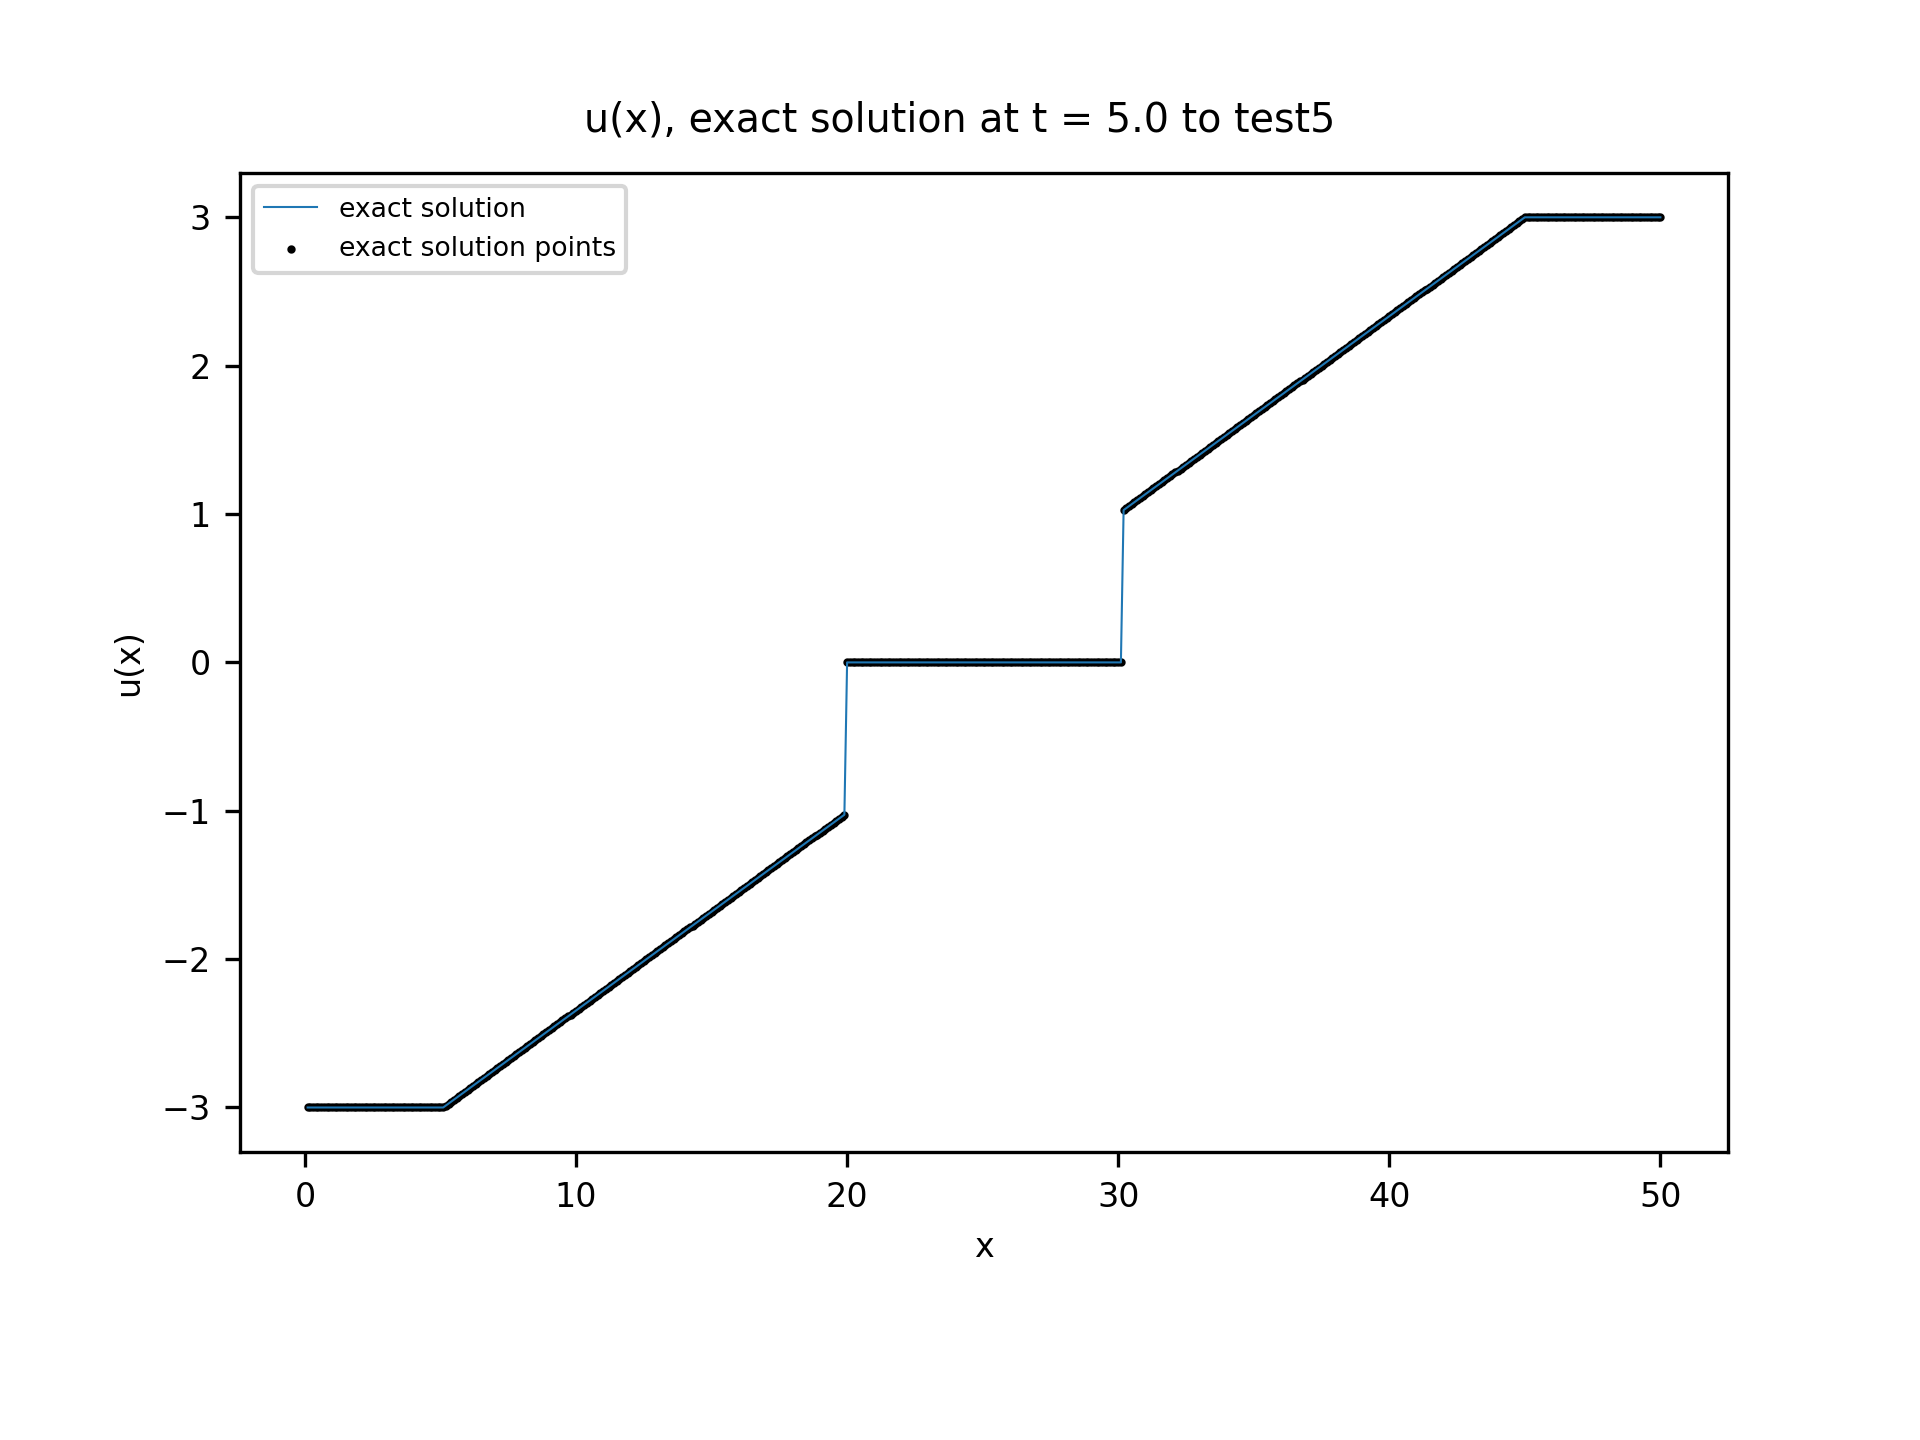 u(x), exact solution at t = 5.0 to test5
exact solution
exact solution points
3
2
1
0
−1
−2
−3
u(x)
0 10 20 30 40 50
x